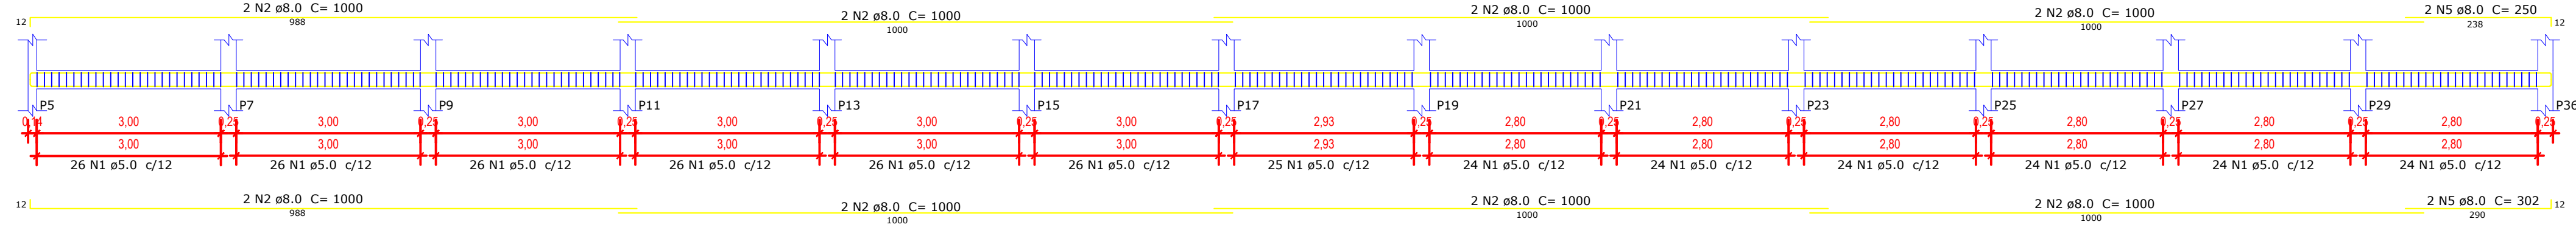 2 N2 ø8.0 C= 1000
2 N2 ø8.0 C= 1000
2 N2 ø8.0 C= 1000
2 N2 ø8.0 C= 1000
2 N5 ø8.0 C= 250
12 988 1000 1000 1000 238 12
P5 P7 P9 P11 P13 P15 P17 P19 P21 P23 P25 P27 P29 P36
0,14 3,00 0,25 3,00 0,25 3,00 0,25 3,00 0,25 3,00 0,25 3,00 0,25 2,93 0,25 2,80 0,25 2,80 0,25 2,80 0,25 2,80 0,25 2,80 0,25 2,80 0,25
3,00 3,00 3,00 3,00 3,00 3,00 2,93 2,80 2,80 2,80 2,80 2,80 2,80
26 N1 ø5.0 c/12 26 N1 ø5.0 c/12 26 N1 ø5.0 c/12 26 N1 ø5.0 c/12 26 N1 ø5.0 c/12 26 N1 ø5.0 c/12 25 N1 ø5.0 c/12 24 N1 ø5.0 c/12 24 N1 ø5.0 c/12 24 N1 ø5.0 c/12 24 N1 ø5.0 c/12 24 N1 ø5.0 c/12 24 N1 ø5.0 c/12
2 N2 ø8.0 C= 1000
2 N2 ø8.0 C= 1000
2 N2 ø8.0 C= 1000
2 N2 ø8.0 C= 1000
2 N5 ø8.0 C= 302
12 988 1000 1000 1000 290 12